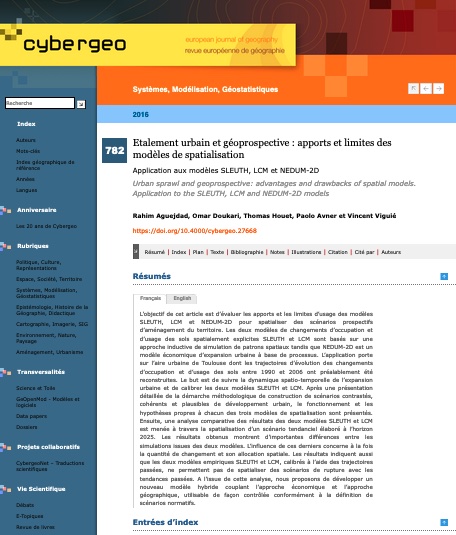 cybergeo
european journal of geography
revue européenne de géographie
Systèmes, Modélisation, Géostatistiques
2016
Recherche
Index
Auteurs
Mots-clés
Index géographique de
référence
Années
Langues
Anniversaire
Les 20 ans de Cybergeo
Rubriques
Politique, Culture,
Représentations
Espace, Société, Territoire
Systèmes, Modélisation,
Géostatistiques
Epistémologie, Histoire de la
Géographie, Didactique
Cartographie, Imagerie, SIG
Environnement, Nature,
Paysage
Aménagement, Urbanisme
Transversalités
Science et Toile
GeOpenMod - Modèles et
logiciels
Data papers
Dossiers
Projets collaboratifs
CybergeoNet – Traductions
scientifiques
Vie Scientifique
Débats
E-Topiques
Revue de livres
782
Etalement urbain et géoprospective : apports et limites des
modèles de spatialisation
Application aux modèles SLEUTH, LCM et NEDUM-2D
Urban sprawl and geoprospective: advantages and drawbacks of spatial models.
Application to the SLEUTH, LCM and NEDUM-2D models
Rahim Aguejdad, Omar Doukari, Thomas Houet, Paolo Avner et Vincent Viguié
https://doi.org/10.4000/cybergeo.27668
Résumé | Index | Plan | Texte | Bibliographie | Notes | Illustrations | Citation | Cité par | Auteurs
Résumés
Français English
L'objectif de cet article est d'évaluer les apports et les limites d'usage des modèles
SLEUTH, LCM et NEDUM-2D pour spatialiser des scénarios prospectifs
d'aménagement du territoire. Les deux modèles de changements d'occupation et
d'usage des sols spatialement explicites SLEUTH et LCM sont basés sur une
approche inductive de simulation de patrons spatiaux tandis que NEDUM-2D est un
modèle économique d'expansion urbaine à base de processus. L'application porte
sur l'aire urbaine de Toulouse dont les trajectoires d'évolution des changements
d'occupation et d'usage des sols entre 1990 et 2006 ont préalablement été
reconstruites. Le but est de suivre la dynamique spatio-temporelle de l'expansion
urbaine et de calibrer les deux modèles SLEUTH et LCM. Après une présentation
détaillée de la démarche méthodologique de construction de scénarios contrastés,
cohérents et plausibles de développement urbain, le fonctionnement et les
hypothèses propres à chacun des trois modèles de spatialisation sont présentés.
Ensuite, une analyse comparative des résultats des deux modèles SLEUTH et LCM
est menée à travers la spatialisation d'un scénario tendanciel élaboré à l'horizon
2025. Les résultats obtenus montrent d'importantes différences entre les
simulations issues des deux modèles. L'influence de ces derniers concerne à la fois
la quantité de changement et son allocation spatiale. Les résultats indiquent aussi
que les deux modèles empiriques SLEUTH et LCM, calibrés à l'aide des trajectoires
passées, ne permettent pas de spatialiser des scénarios de rupture avec les
tendances passées. A l'issue de cette analyse, nous proposons de développer un
nouveau modèle hybride couplant l'approche économique et l'approche
géographique, utilisable de façon contrôlée conformément à la définition de
scénarios normatifs.
Entrées d'index